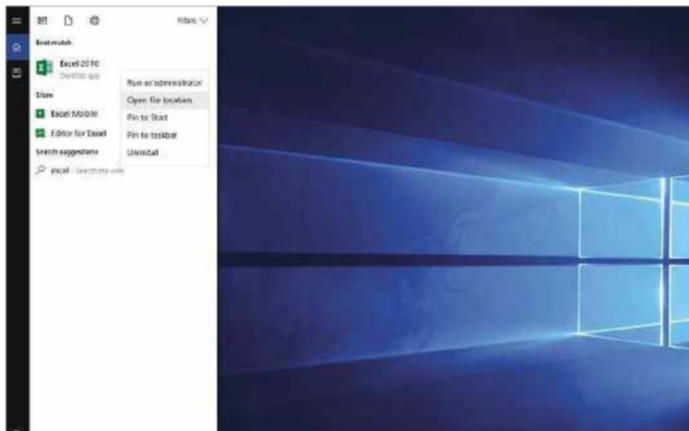 Filters
Best match
Excel 2016
Desktop app
Run as administrator
Open file location
Store
Excel Mobile
Pin to Start
Editor for Excel
Pin to taskbar
Search suggestions
Uninstall
excel - Search the web